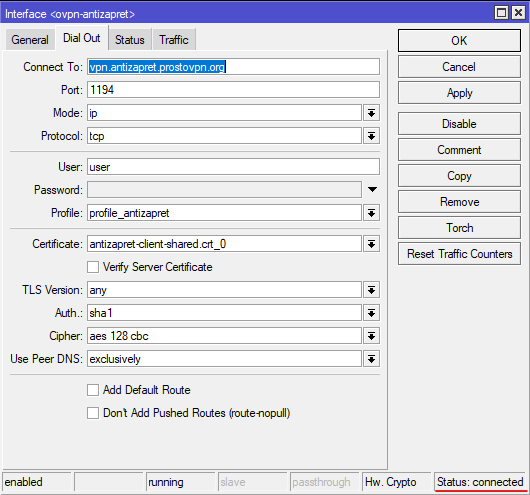 Interface <ovpn-antizapret>
General Dial Out Status Traffic
Connect To: vpn.antizapret.prostovpn.org
Port: 1194
Mode: ip
Protocol: tcp
User: user
Password:
Profile: profile_antizapret
Certificate: antizapret-client-shared.crt_0
Verify Server Certificate
TLS Version: any
Auth.: sha1
Cipher: aes 128 cbc
Use Peer DNS: exclusively
Add Default Route
Don't Add Pushed Routes (route-nopull)
OK
Cancel
Apply
Disable
Comment
Copy
Remove
Torch
Reset Traffic Counters
enabled running slave passthrough Hw. Crypto Status: connected